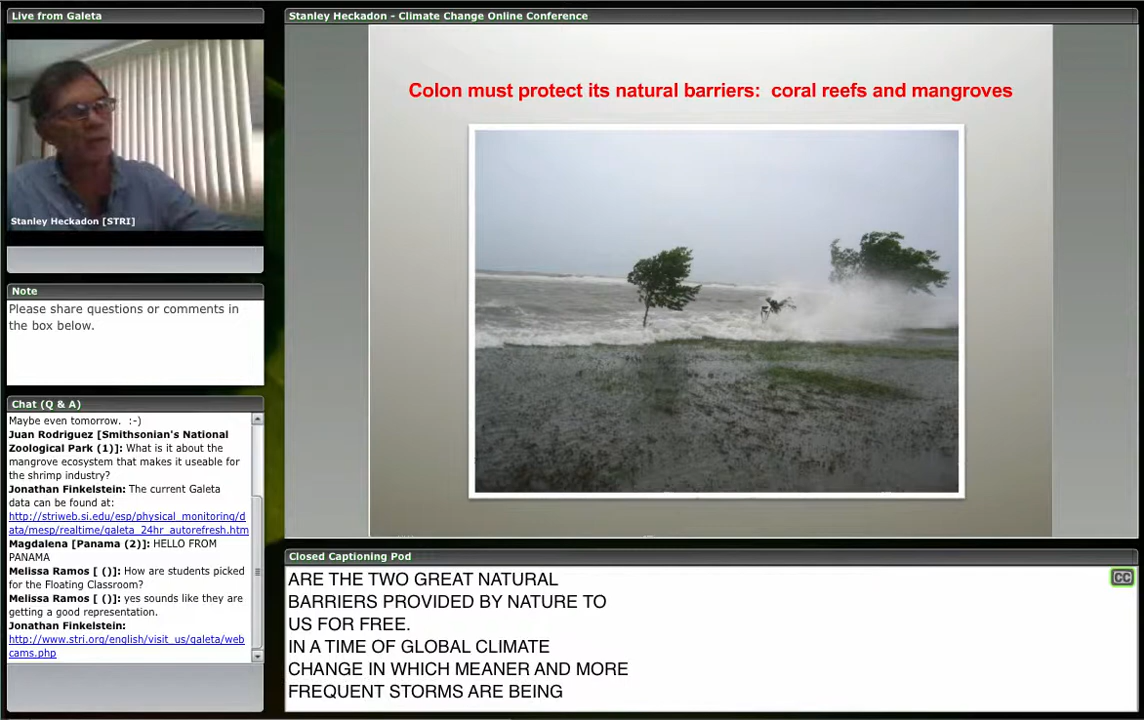 Live from Galeta
Stanley Heckadon [STRI]
Note
Please share questions or comments in
the box below.
Chat (Q & A)
Maybe even tomorrow.  :-)
Juan Rodriguez [Smithsonian's National
Zoological Park (1)]: What is it about the
mangrove ecosystem that makes it useable for
the shrimp industry?
Jonathan Finkelstein: The current Galeta
data can be found at:
http://striweb.si.edu/esp/physical_monitoring/d
ata/mesp/realtime/galeta_24hr_autorefresh.htm
Magdalena [Panama (2)]: HELLO FROM
PANAMA
Melissa Ramos [ ()]: How are students picked
for the Floating Classroom?
Melissa Ramos [ ()]: yes sounds like they are
getting a good representation.
Jonathan Finkelstein:
http://www.stri.org/english/visit_us/galeta/web
cams.php
Stanley Heckadon - Climate Change Online Conference
Colon must protect its natural barriers:  coral reefs and mangroves
Closed Captioning Pod
CC
ARE THE TWO GREAT NATURAL
BARRIERS PROVIDED BY NATURE TO
US FOR FREE.
IN A TIME OF GLOBAL CLIMATE
CHANGE IN WHICH MEANER AND MORE
FREQUENT STORMS ARE BEING